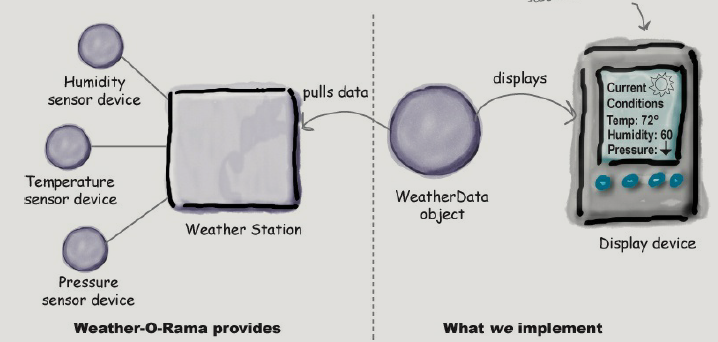 Humidity
sensor device
Temperature
sensor device
Pressure
sensor device
Weather Station
pulls data
WeatherData
object
displays
Current
Conditions
Temp: 72°
Humidity: 60
Pressure:
Display device
Weather-O-Rama provides
What we implement